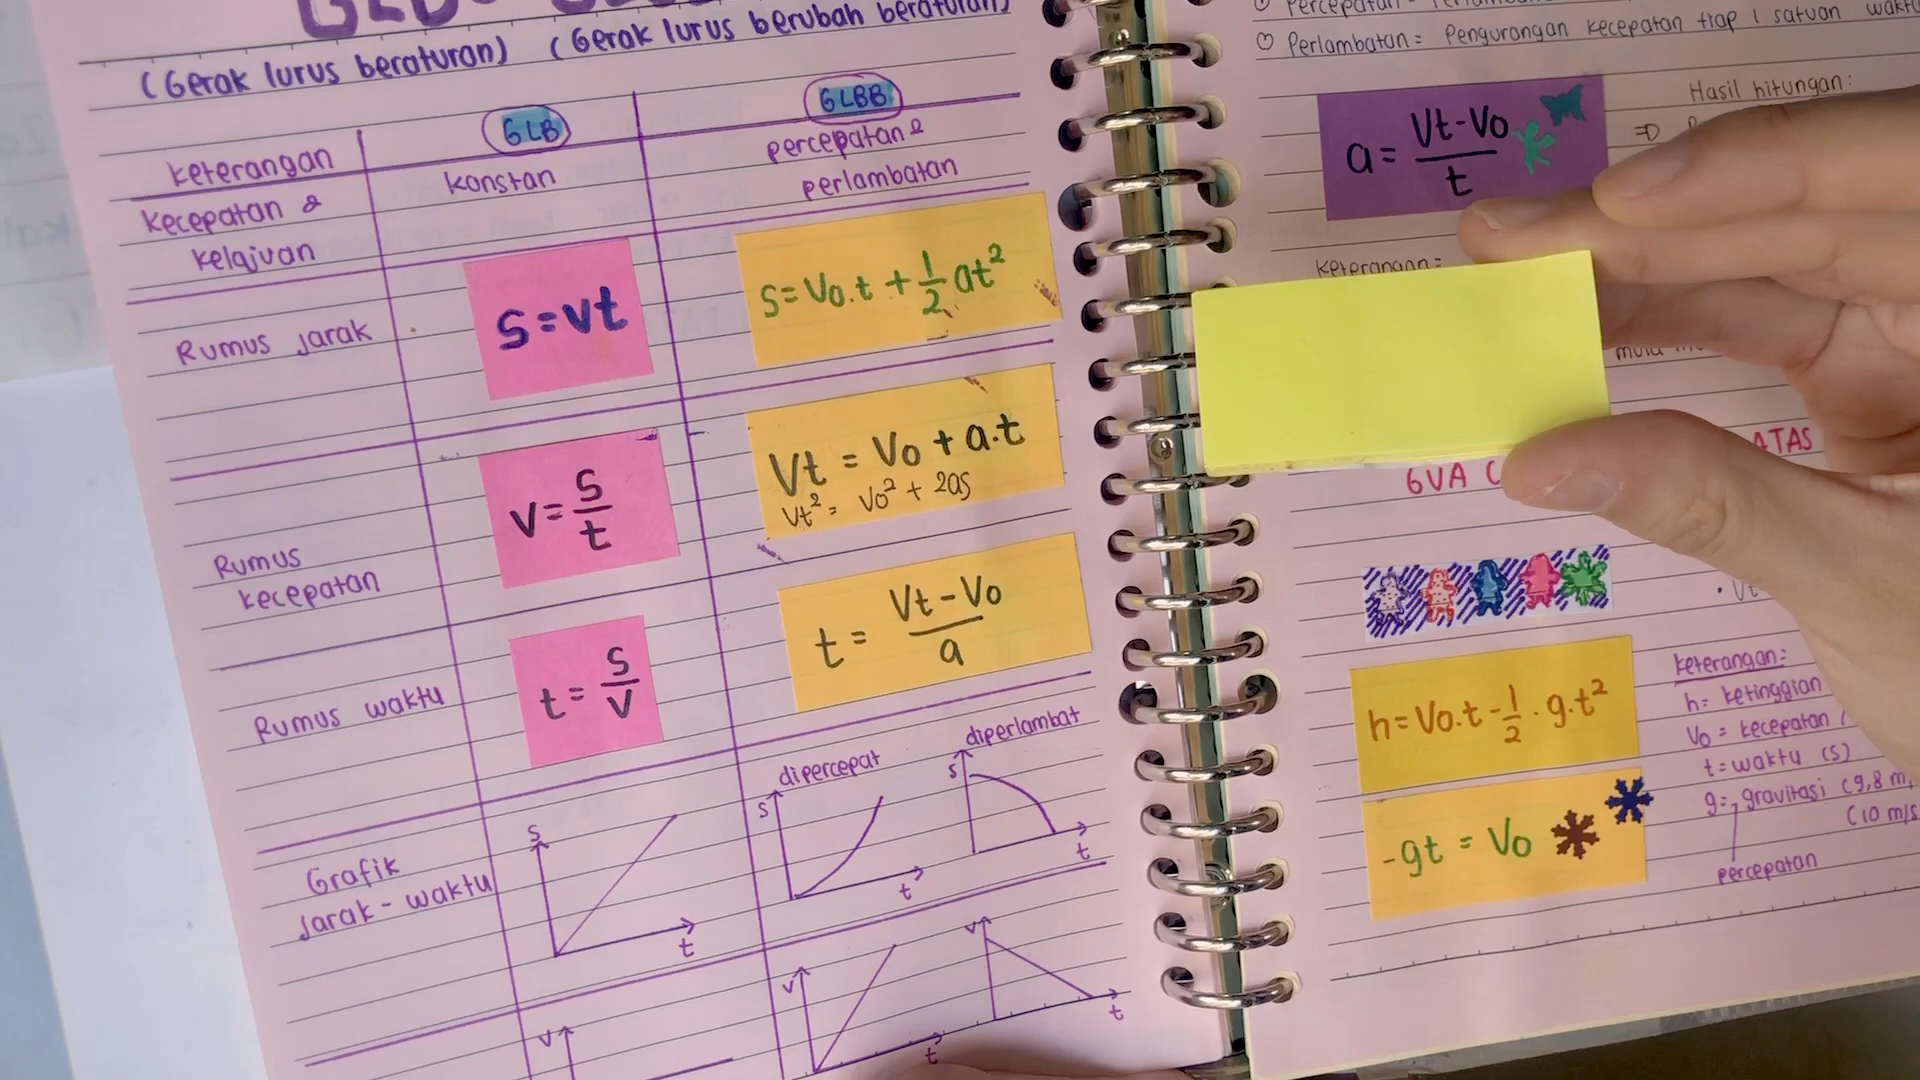 (Gerak lurus beraturan) (Gerak lurus berubah beraturan)
keterangan
GLB
GLBB
kecepatan &
kelajuan
konstan
percepatan &
perlambatan
Rumus jarak
S=vt
S=Vo.t + 1/2 at²
Rumus
kecepatan
V= S/t
Vt = Vo + a.t
Vt² = Vo² + 2as
Rumus waktu
t = S/V
t = Vt-Vo/a
Grafik
Jarak - waktu
S
t
dipercepat
S
t
diperlambat
S
t
V
V
t
V
t
Perlambatan = Pengurangan kecepatan tiap 1 satuan waktu
a = Vt-Vo/t
Hasil hitungan:
keterangan=
ATAS
GVA
h= Vo.t - 1/2 . g.t²
-gt = Vo
keterangan=
h= ketinggian
Vo = kecepatan
t = waktu (s)
g= gravitasi (9,8 m
(10 m/s
percepatan